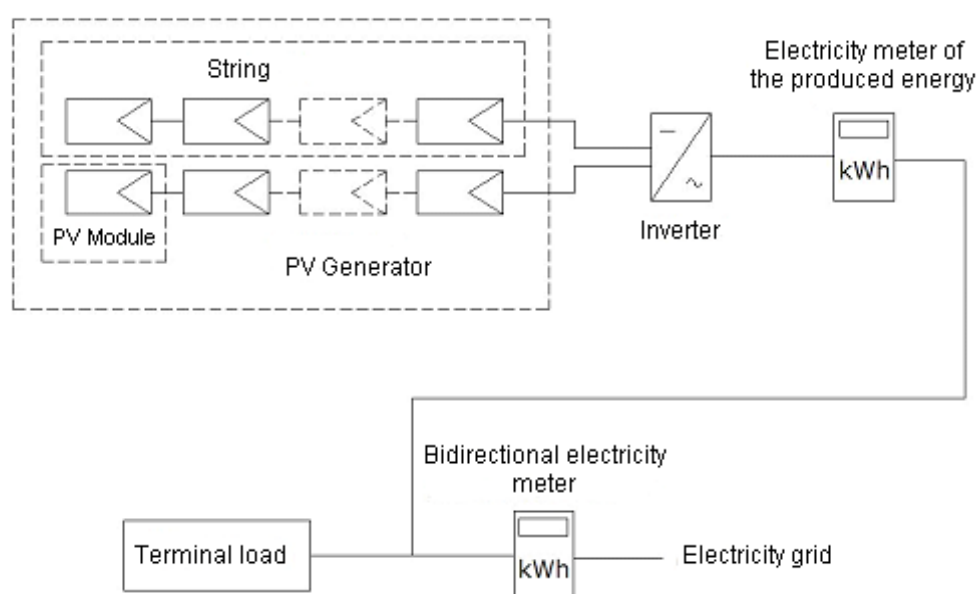 String
PV Module
PV Generator
Inverter
Electricity meter of
the produced energy
kWh
Bidirectional electricity
meter
Terminal load
kWh
Electricity grid